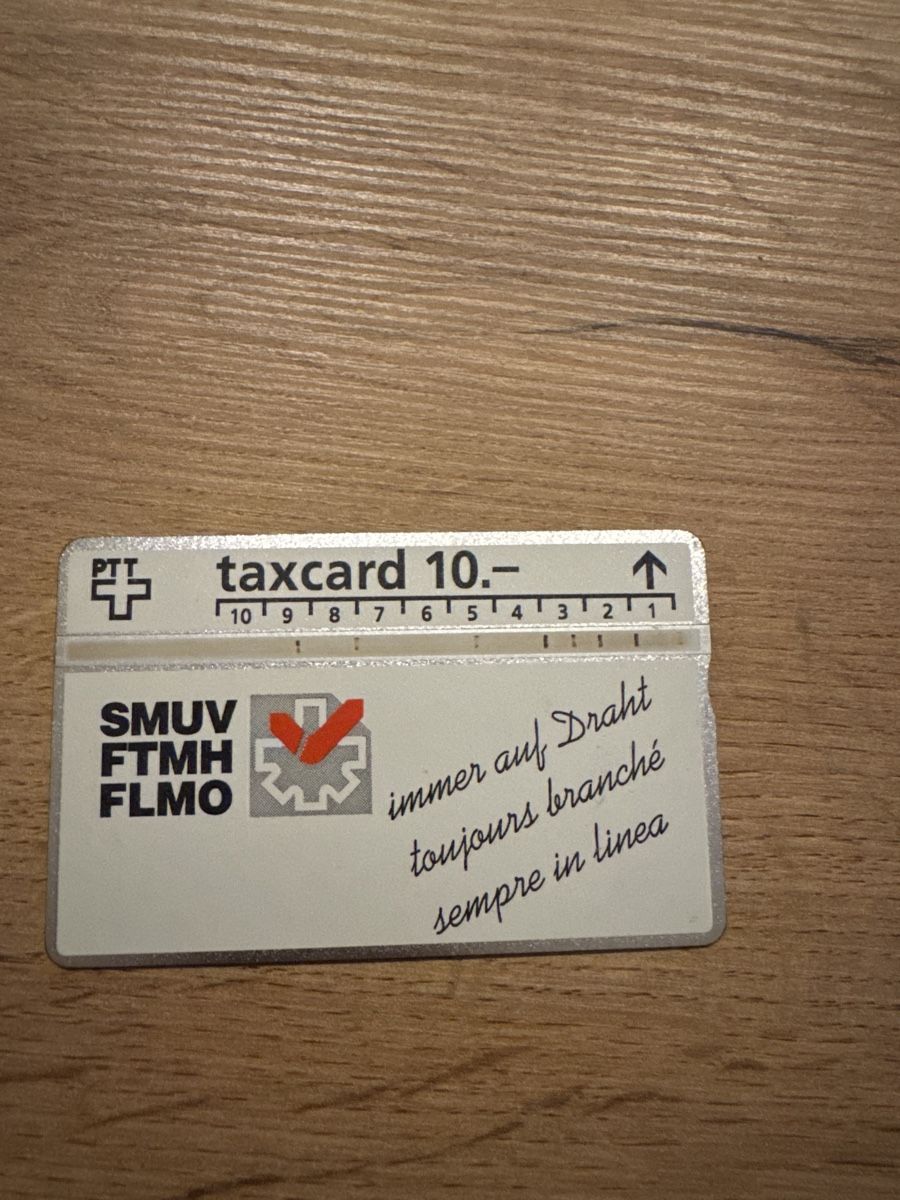 PTT
taxcard 10.–
10 9 8 7 6 5 4 3 2 1
SMUV
FTMH
FLMO
immer auf Draht
toujours branché
sempre in linea